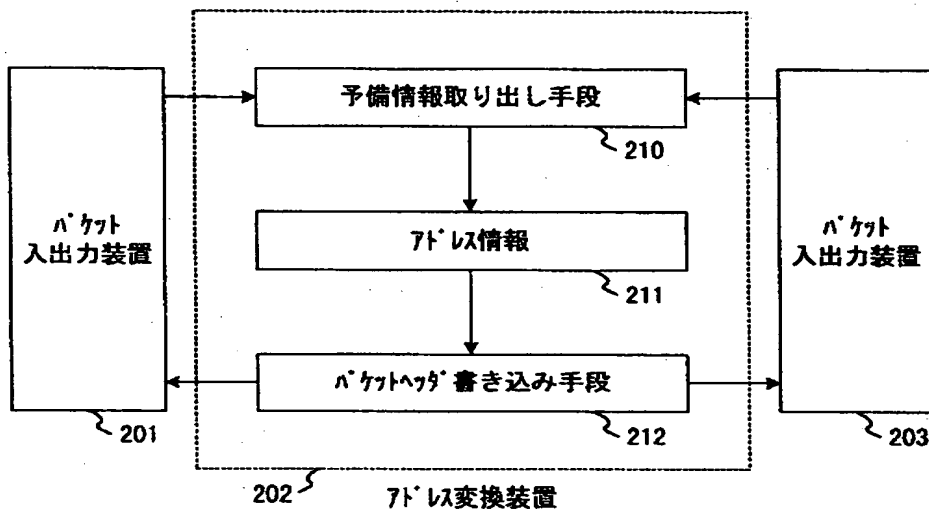 予備情報取り出し手段
210
パケット
入出力装置
アドレス情報
211
パケット
入出力装置
パケットヘッダ書き込み手段
212
201
203
202
アドレス変換装置